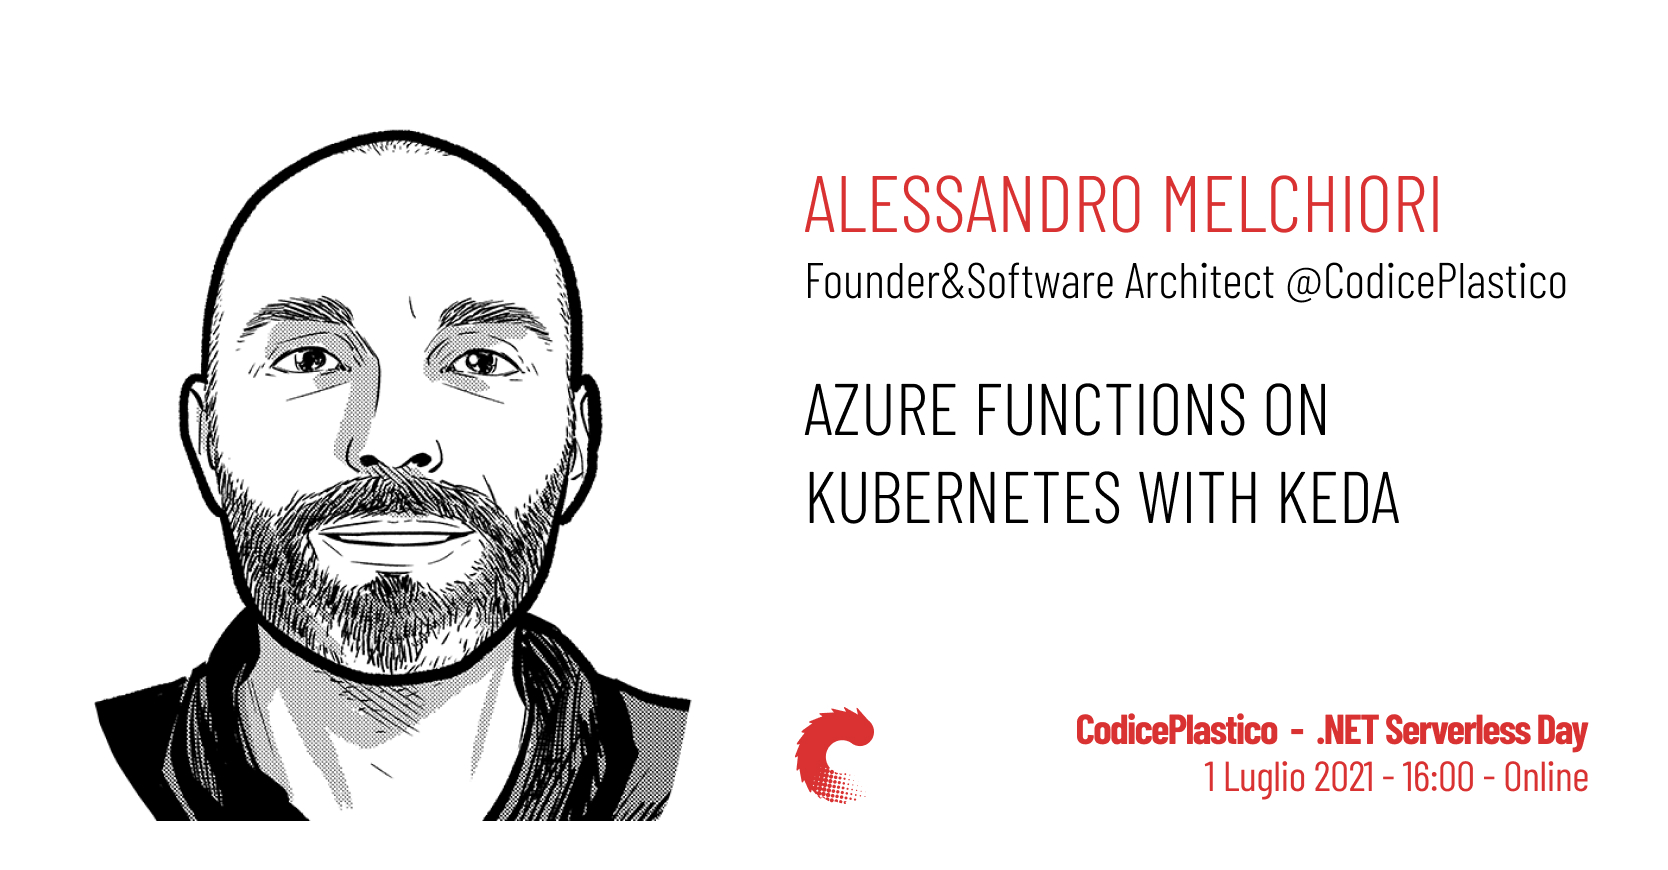 ALESSANDRO MELCHIORI
Founder&Software Architect @CodicePlastico
AZURE FUNCTIONS ON
KUBERNETES WITH KEDA
CodicePlastico - .NET Serverless Day
1 Luglio 2021 - 16:00 - Online